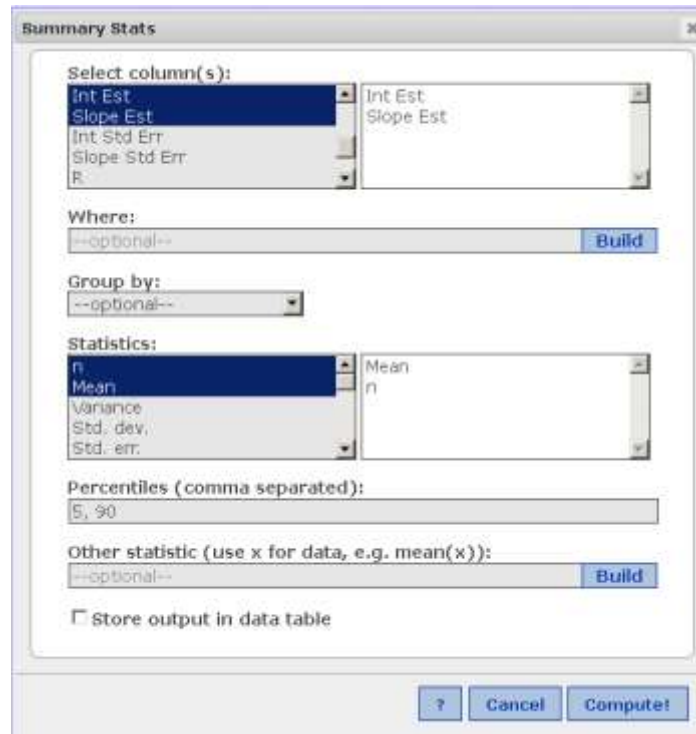 Summary Stats
Select column(s):
Int Est
Slope Est
Int Std Err
Slope Std Err
R
Int Est
Slope Est
Where:
--optional--
Build
Group by:
--optional--
Statistics:
n
Mean
Variance
Std. dev.
Std. err.
Mean
n
Percentiles (comma separated):
5, 90
Other statistic (use x for data, e.g. mean(x)):
--optional--
Build
Store output in data table
?
Cancel
Compute!